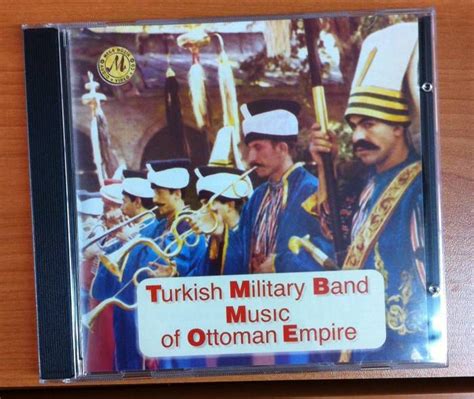 M
Turkish Military Band
Music
of Ottoman Empire